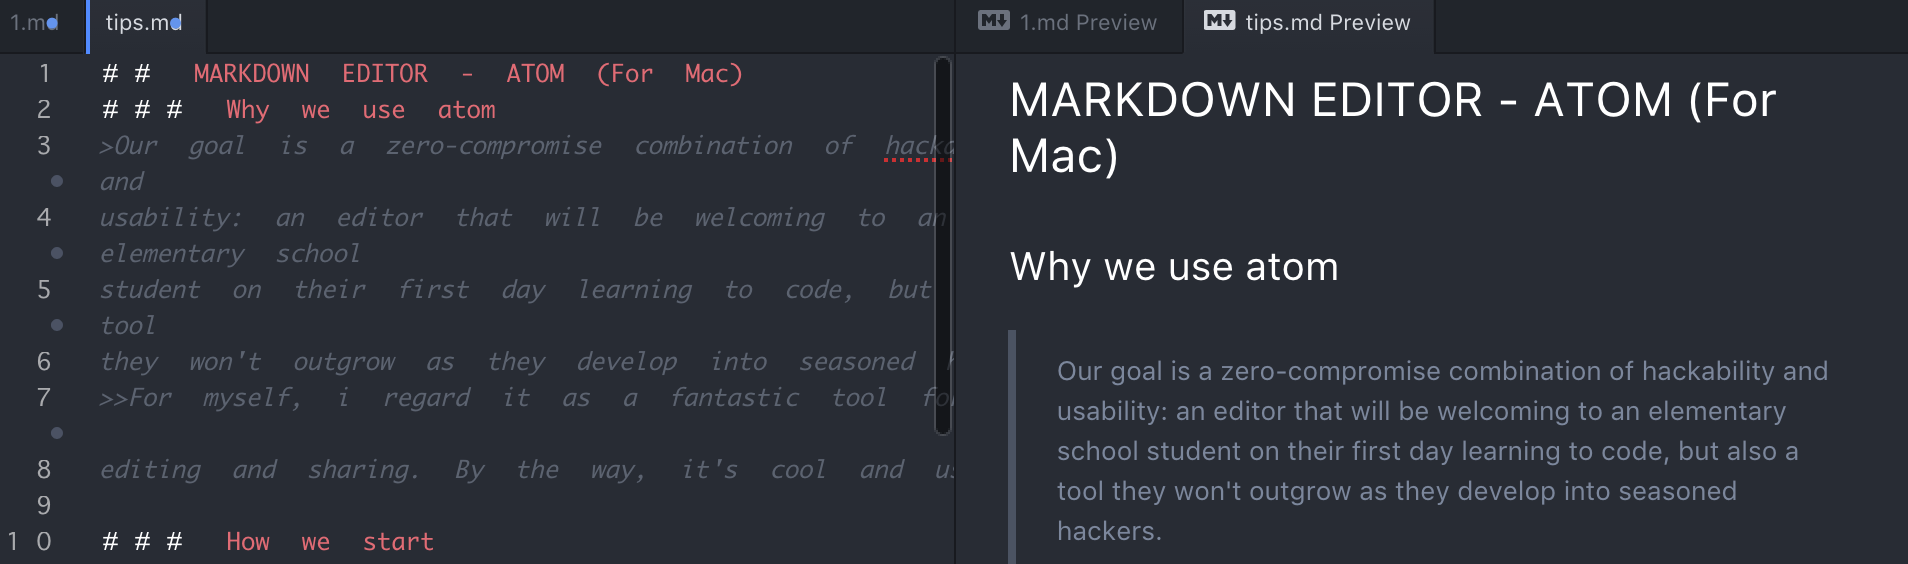 1.md
tips.md
1.md Preview
tips.md Preview
1 ## MARKDOWN EDITOR - ATOM (For Mac)
2 ### Why we use atom
3 >Our goal is a zero-compromise combination of
and
4 usability: an editor that will be welcoming to an
elementary school
5 student on their first day learning to code, but
tool
6 they won't outgrow as they develop into seasoned
7 >>For myself, i regard it as a fantastic tool
8 editing and sharing. By the way, it's cool and
9
10 ### How we start
MARKDOWN EDITOR - ATOM (For
Mac)
Why we use atom
Our goal is a zero-compromise combination of hackability and
usability: an editor that will be welcoming to an elementary
school student on their first day learning to code, but also a
tool they won't outgrow as they develop into seasoned
hackers.